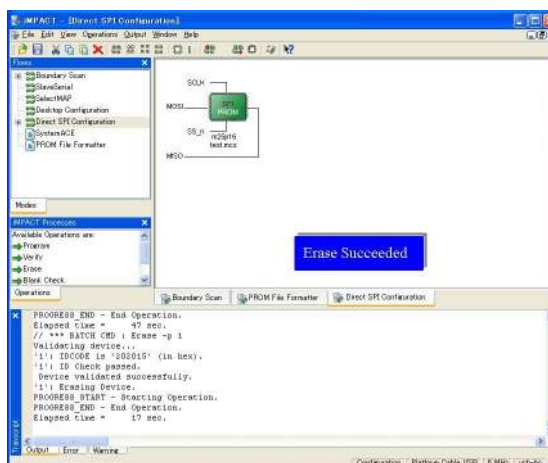 iMPACT - [Direct SPI Configuration]
File Edit View Operations Output Window Help
Flows
Boundary Scan
SlaveSerial
SelectMAP
Desktop Configuration
Direct SPI Configuration
SystemACE
PROM File Formatter
Modes
SCLK
MOSI
SPI
PROM
SS_n
m25p16
test.mcs
MISO
iMPACT Processes
Available Operations are:
Program
Verify
Erase
Blank Check
Operations
Erase Succeeded
Boundary Scan
PROM File Formatter
Direct SPI Configuration
PROGRESS_END - End Operation.
Elapsed time = 47 sec.
// *** BATCH CMD : Erase -p 1
Validating device...
'1': IDCODE is '202015' (in hex).
'1': ID Check passed.
Device validated successfully.
'1': Erasing Device.
PROGRESS_START - Starting Operation.
PROGRESS_END - End Operation.
Elapsed time = 17 sec.
Transcript
Output Error Warning
Configuration Platform Cable USB 6 MHz